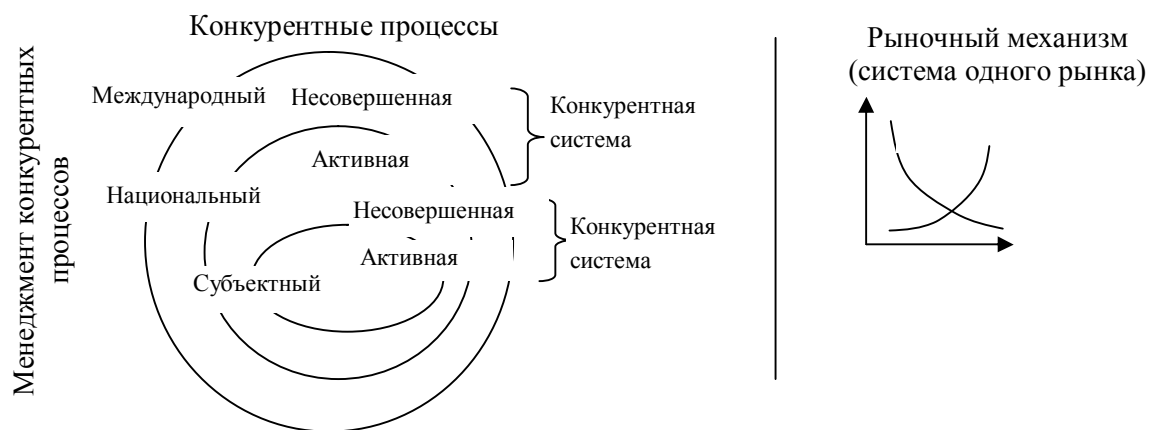 Конкурентные процессы
Менеджмент конкурентных
процессов
Международный
Несовершенная
Конкурентная
система
Активная
Национальный
Несовершенная
Конкурентная
система
Активная
Субъектный
Рыночный механизм
(система одного рынка)